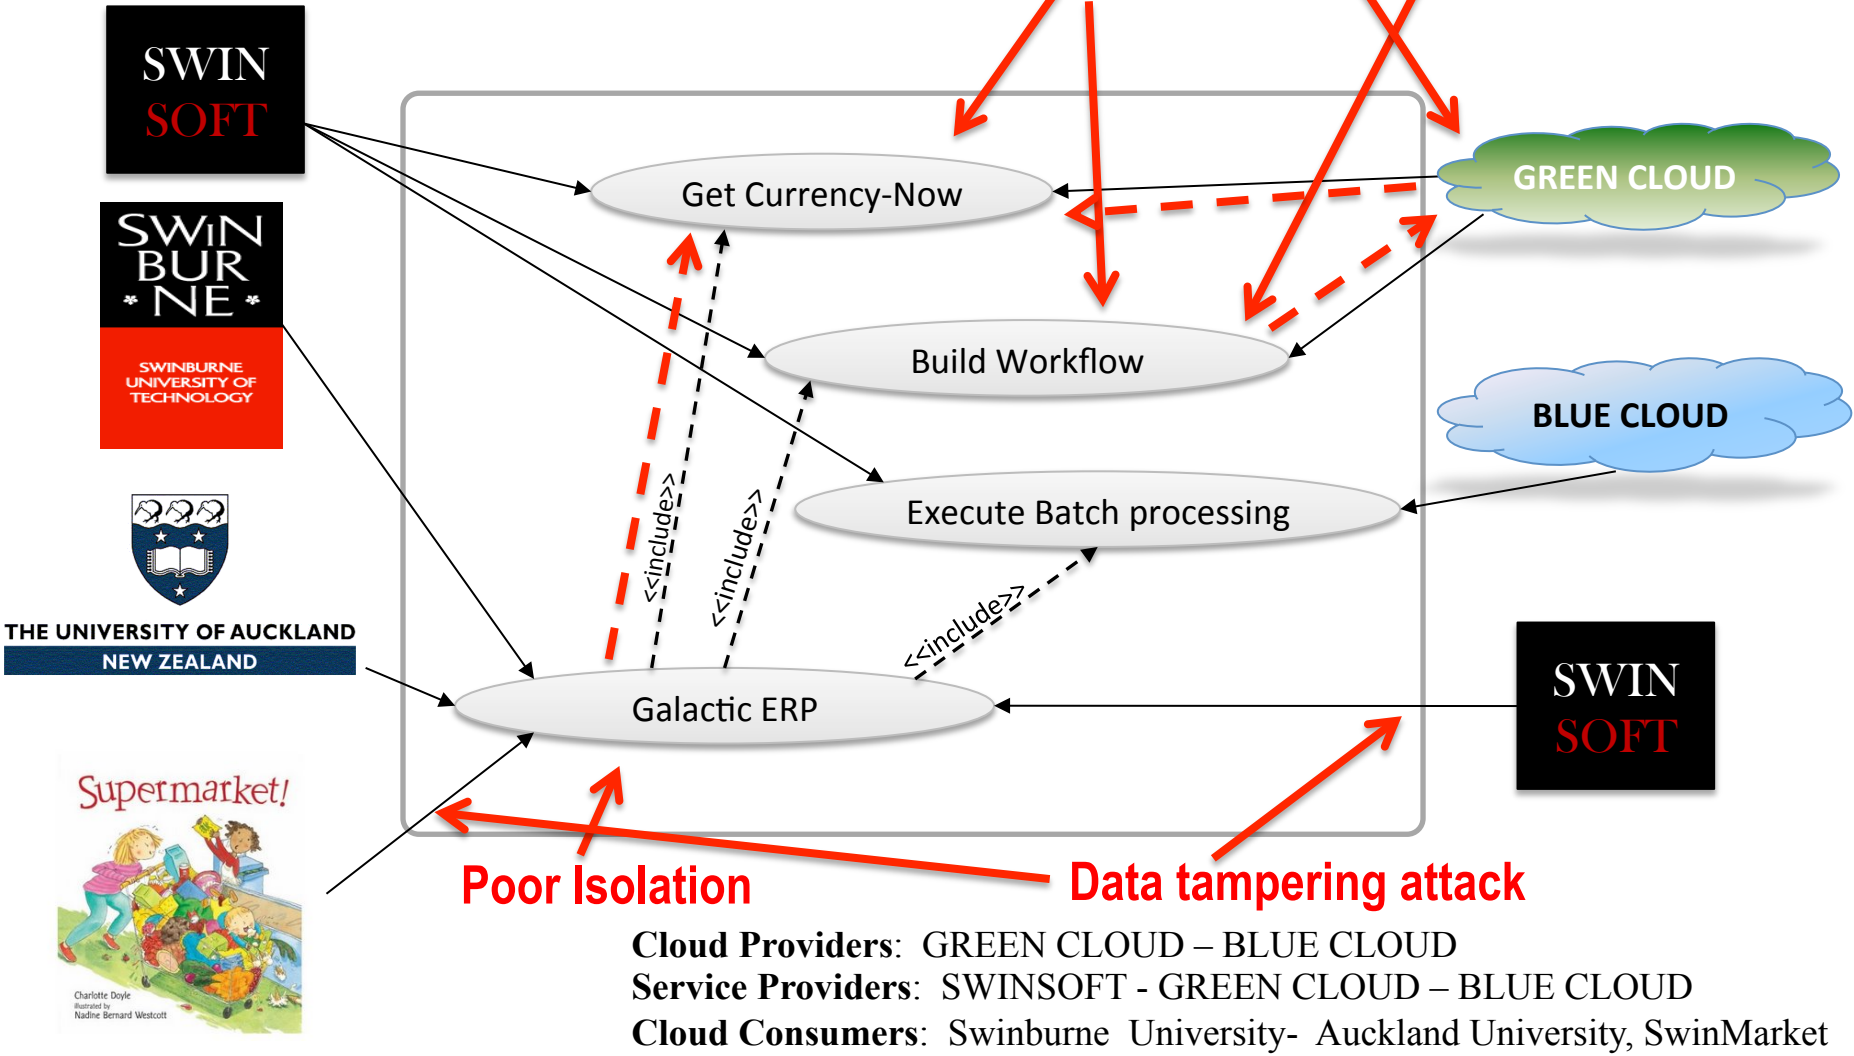 SWIN
SOFT
SWIN
BUR
NE
SWINBURNE
UNIVERSITY OF
TECHNOLOGY
THE UNIVERSITY OF AUCKLAND
NEW ZEALAND
Supermarket!
Charlotte Doyle
illustrated by
Nadine Bernard Westcott
Get Currency-Now
Build Workflow
Execute Batch processing
<<include>>
<<include>>
<<include>>
Galactic ERP
GREEN CLOUD
BLUE CLOUD
SWIN
SOFT
Poor Isolation
Data tampering attack
Cloud Providers: GREEN CLOUD – BLUE CLOUD
Service Providers: SWINSOFT - GREEN CLOUD – BLUE CLOUD
Cloud Consumers: Swinburne University- Auckland University, SwinMarket